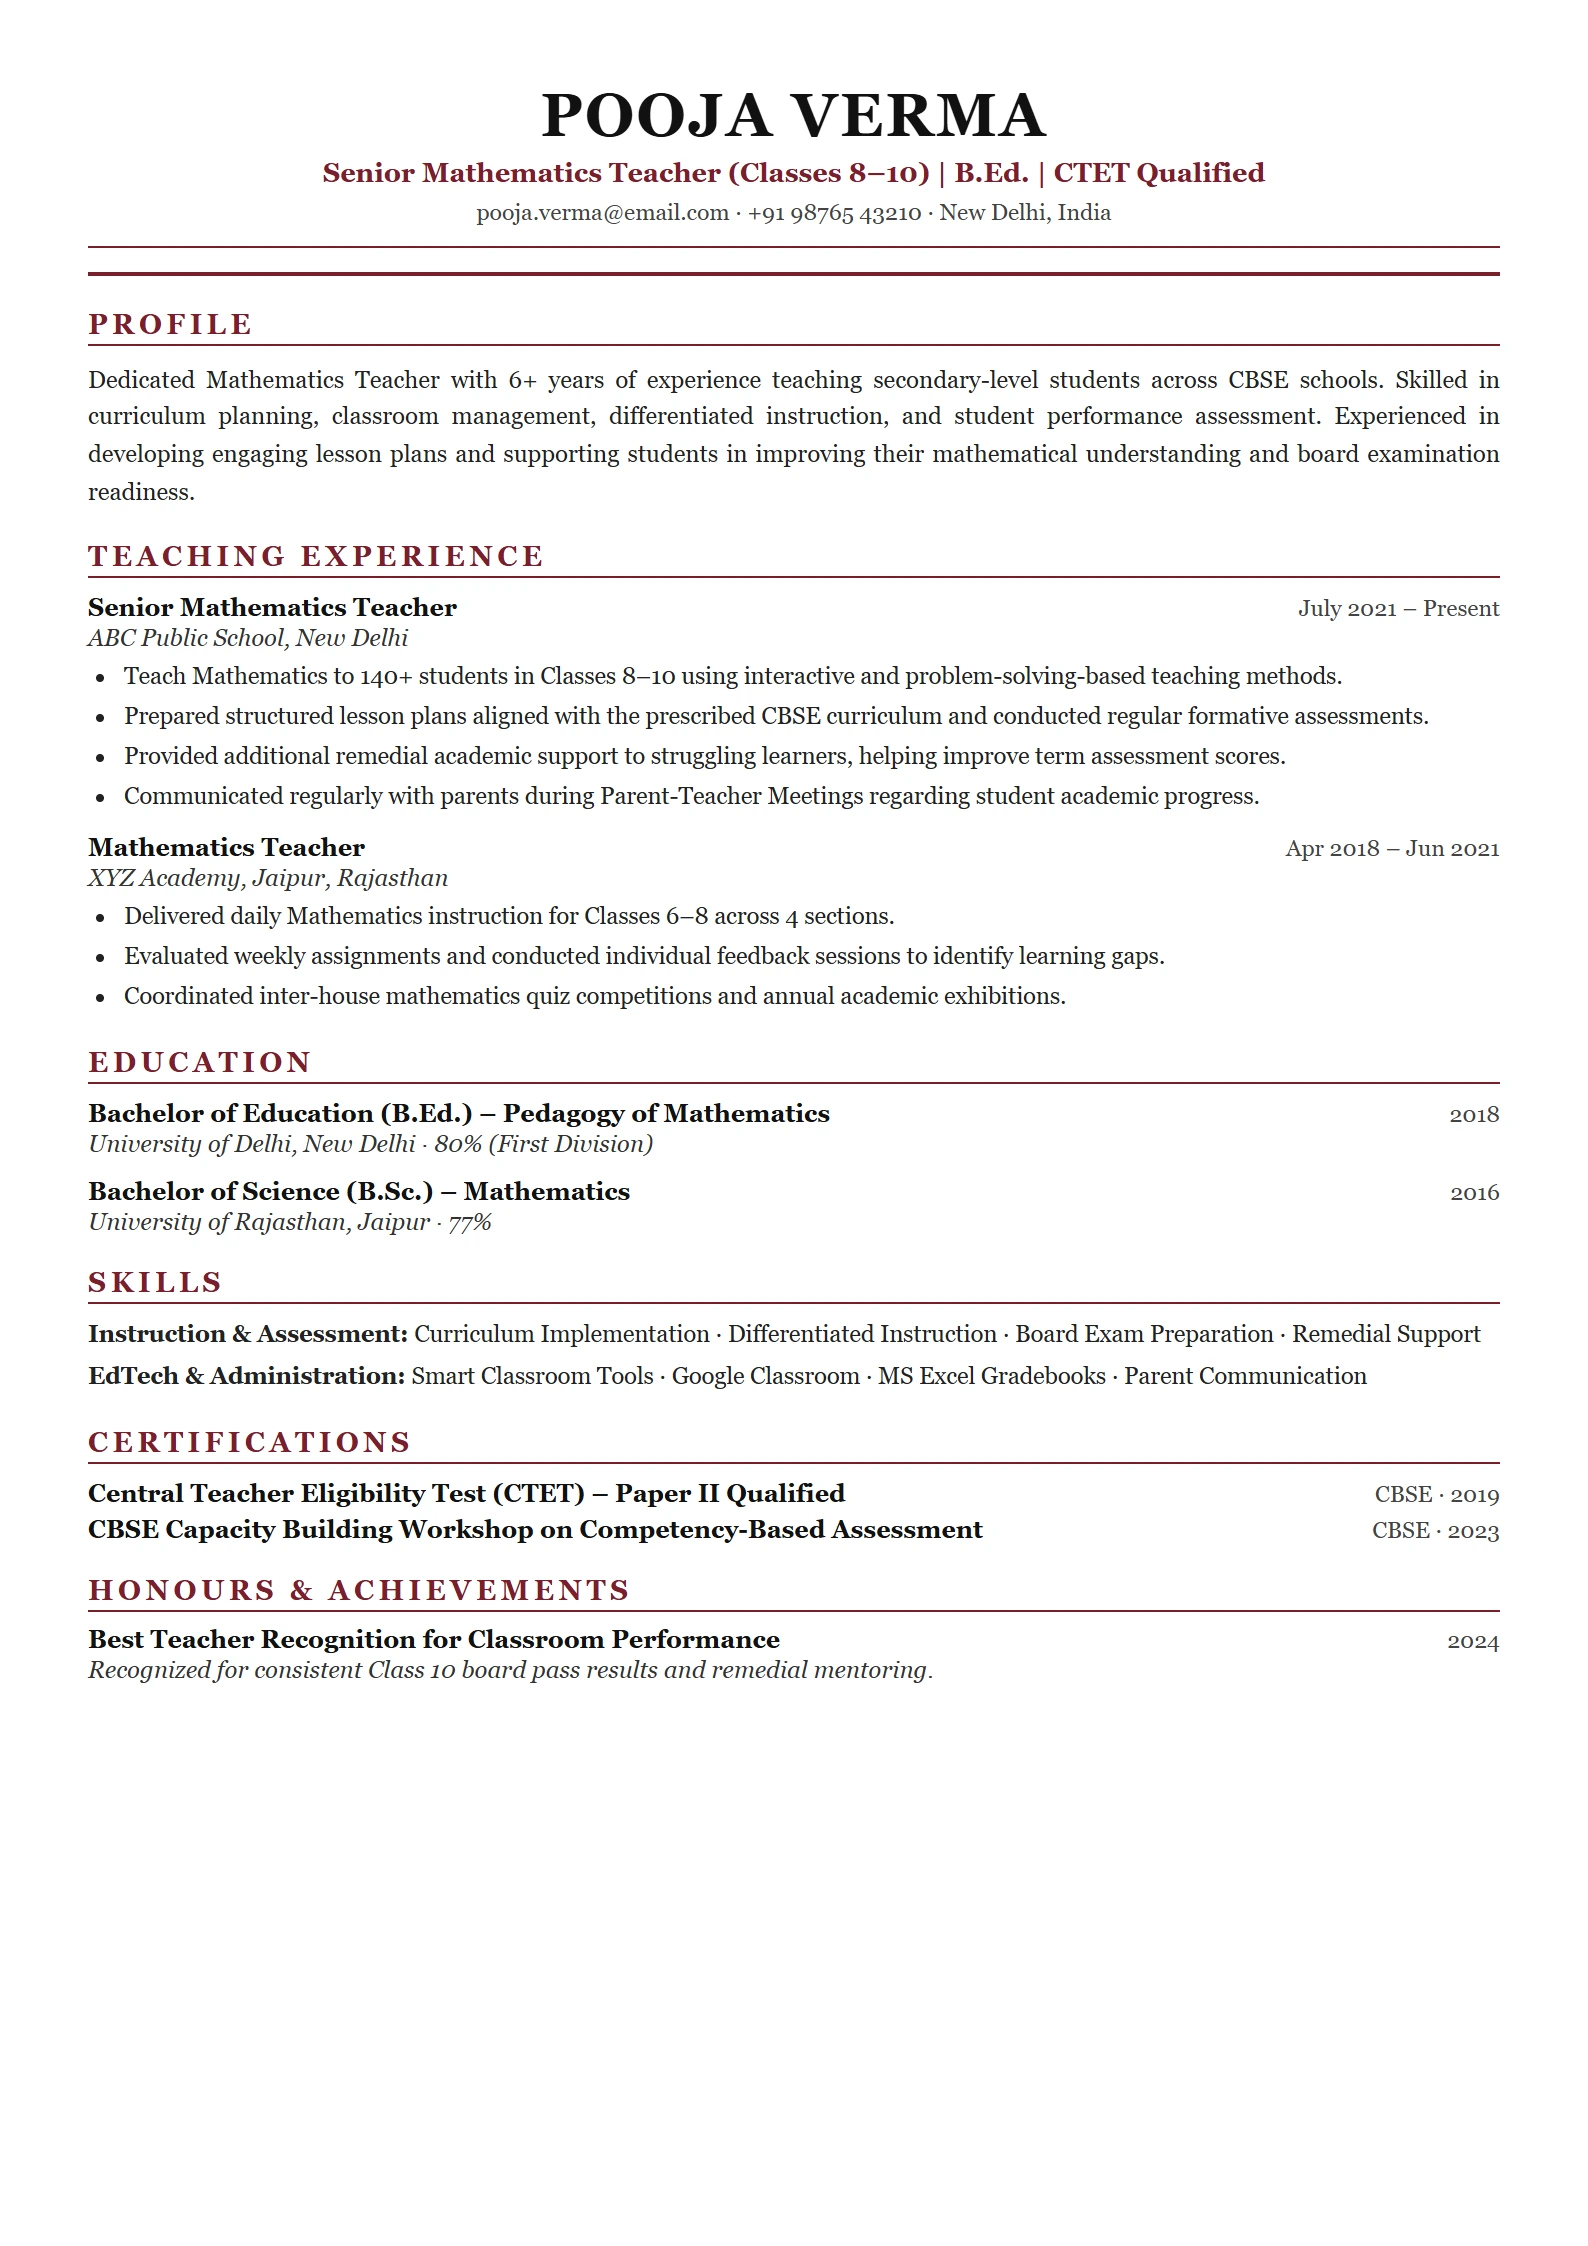 POOJA VERMA
Senior Mathematics Teacher (Classes 8–10) | B.Ed. | CTET Qualified
pooja.verma@email.com · +91 98765 43210 · New Delhi, India
PROFILE
Dedicated Mathematics Teacher with 6+ years of experience teaching secondary-level students across CBSE schools. Skilled in
curriculum planning, classroom management, differentiated instruction, and student performance assessment. Experienced in
developing engaging lesson plans and supporting students in improving their mathematical understanding and board examination
readiness.
TEACHING EXPERIENCE
Senior Mathematics Teacher July 2021 – Present
ABC Public School, New Delhi
• Teach Mathematics to 140+ students in Classes 8–10 using interactive and problem-solving-based teaching methods.
• Prepared structured lesson plans aligned with the prescribed CBSE curriculum and conducted regular formative assessments.
• Provided additional remedial academic support to struggling learners, helping improve term assessment scores.
• Communicated regularly with parents during Parent-Teacher Meetings regarding student academic progress.
Mathematics Teacher Apr 2018 – Jun 2021
XYZ Academy, Jaipur, Rajasthan
• Delivered daily Mathematics instruction for Classes 6–8 across 4 sections.
• Evaluated weekly assignments and conducted individual feedback sessions to identify learning gaps.
• Coordinated inter-house mathematics quiz competitions and annual academic exhibitions.
EDUCATION
Bachelor of Education (B.Ed.) – Pedagogy of Mathematics 2018
University of Delhi, New Delhi · 80% (First Division)
Bachelor of Science (B.Sc.) – Mathematics 2016
University of Rajasthan, Jaipur · 77%
SKILLS
Instruction & Assessment: Curriculum Implementation · Differentiated Instruction · Board Exam Preparation · Remedial Support
EdTech & Administration: Smart Classroom Tools · Google Classroom · MS Excel Gradebooks · Parent Communication
CERTIFICATIONS
Central Teacher Eligibility Test (CTET) – Paper II Qualified CBSE · 2019
CBSE Capacity Building Workshop on Competency-Based Assessment CBSE · 2023
HONOURS & ACHIEVEMENTS
Best Teacher Recognition for Classroom Performance 2024
Recognized for consistent Class 10 board pass results and remedial mentoring.